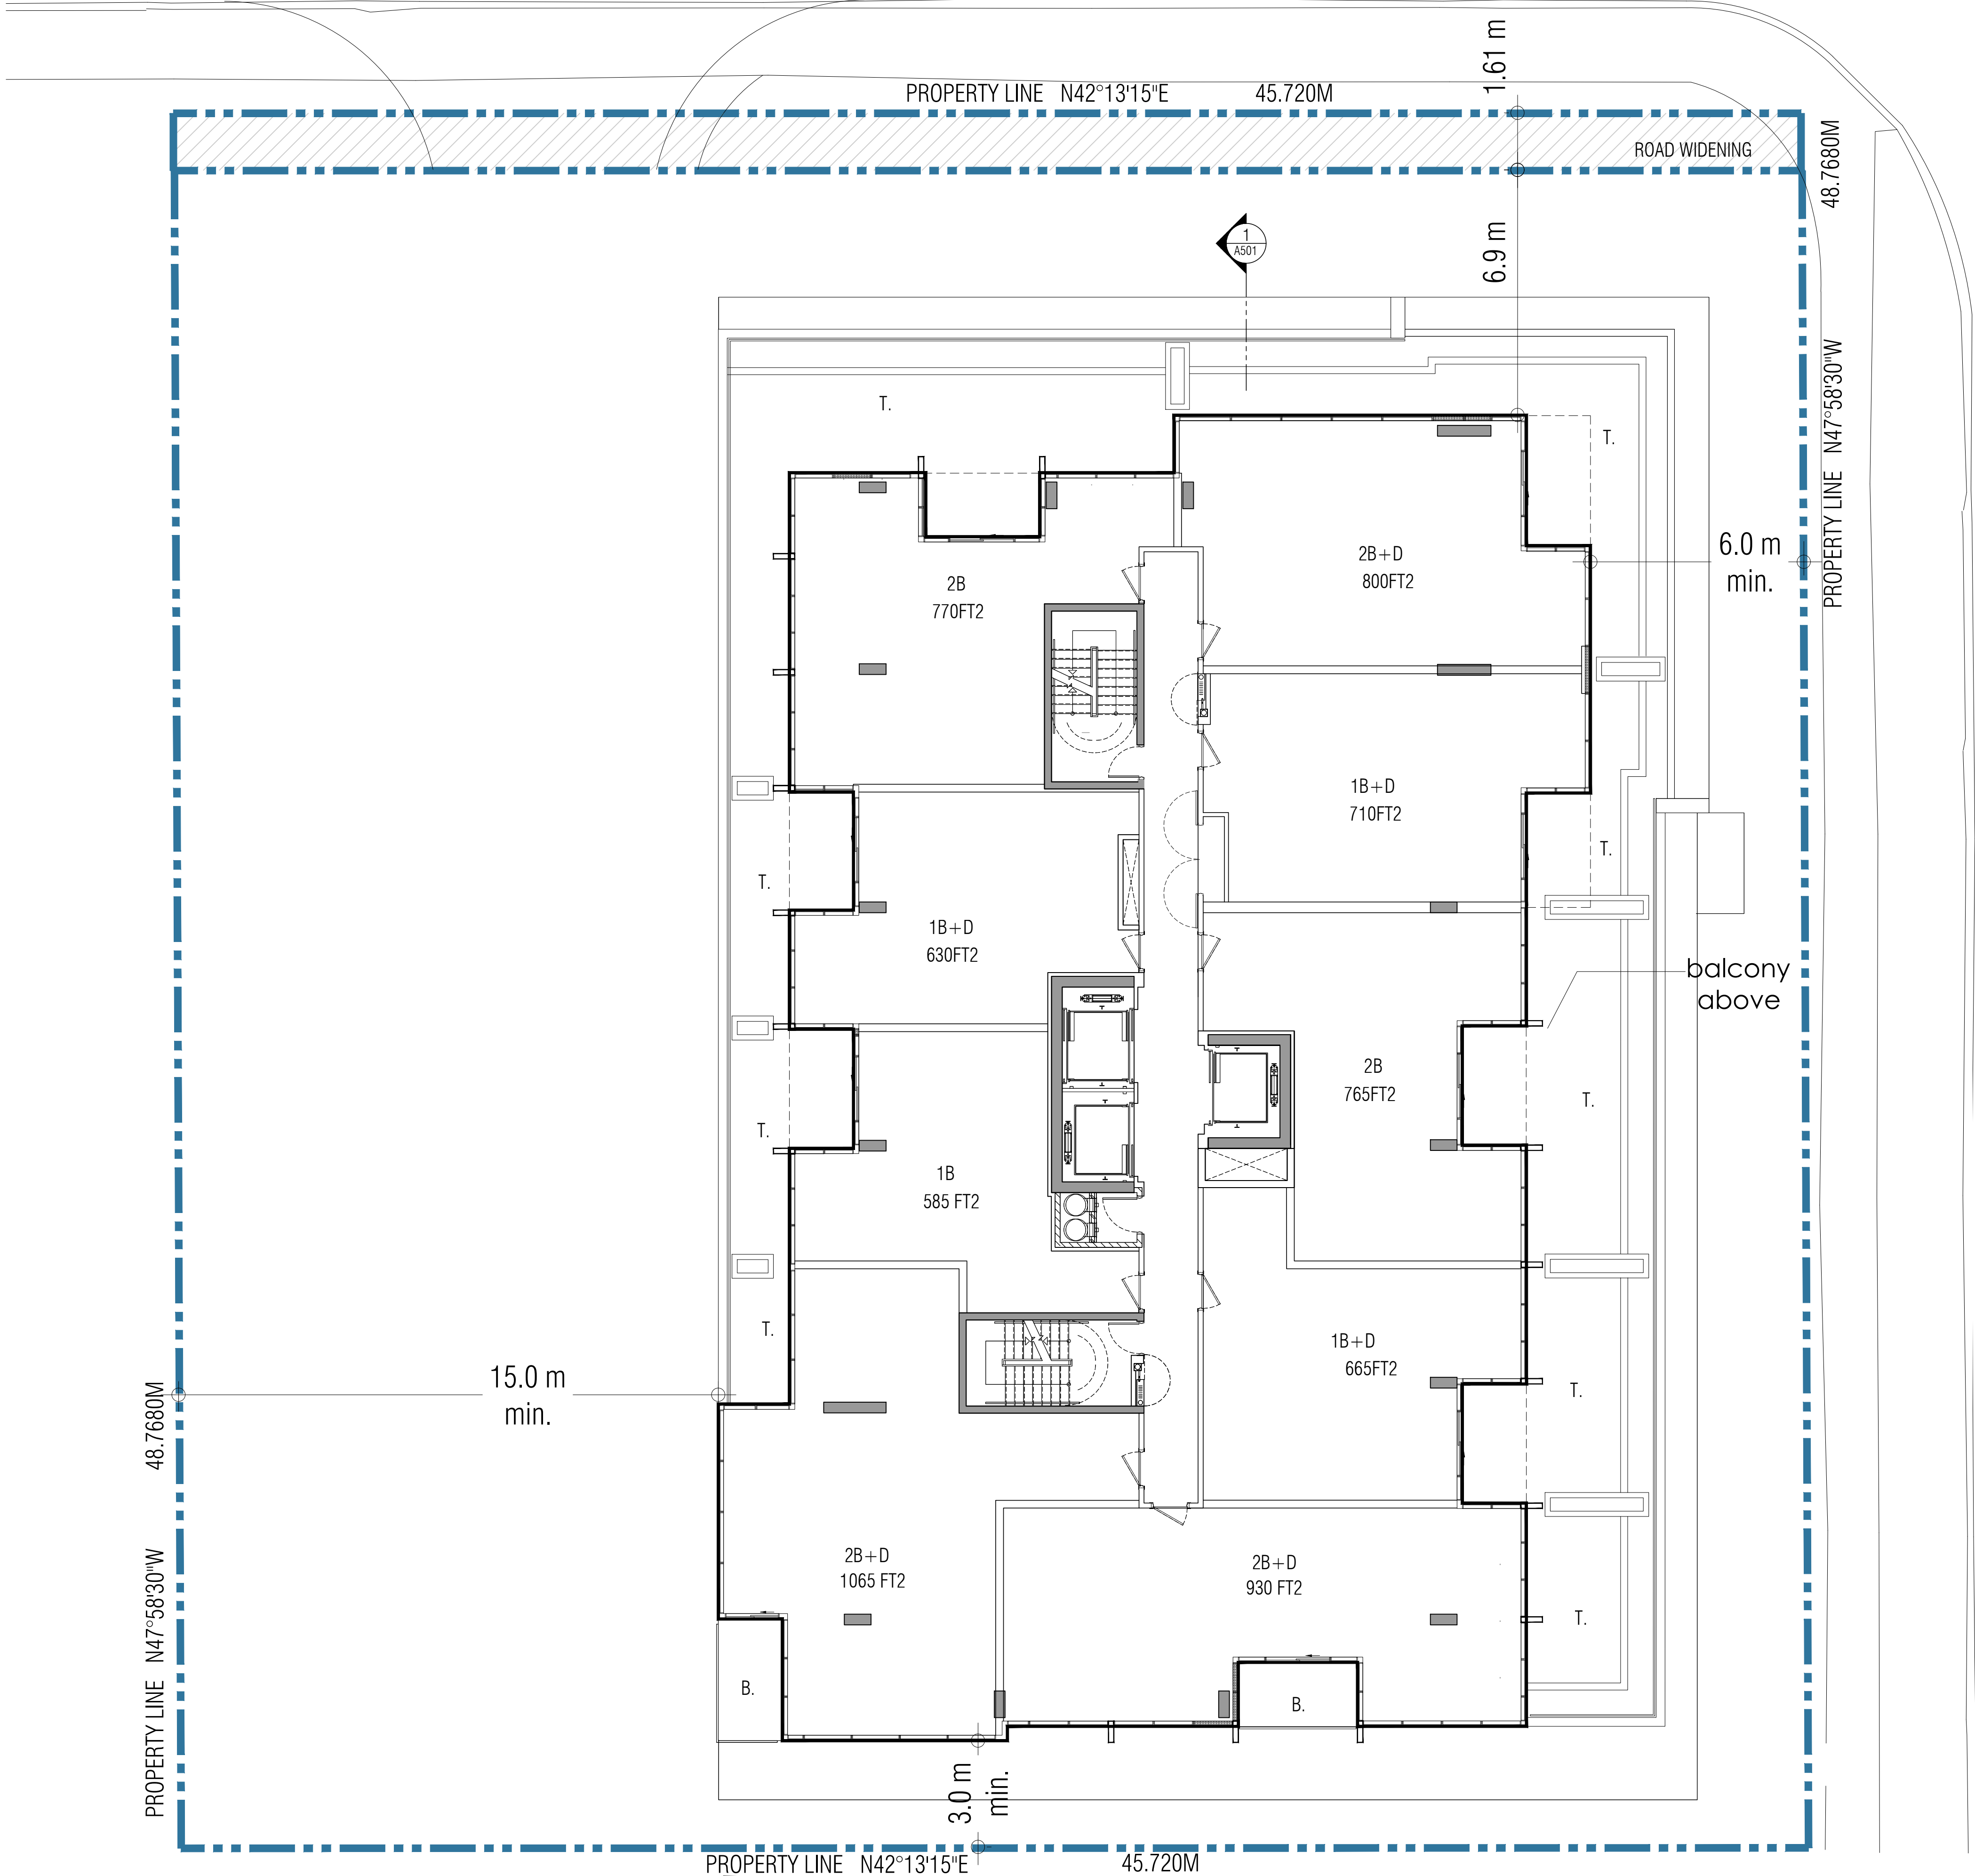 1.61 m
PROPERTY LINE N42°13'15"E 45.720M
ROAD WIDENING
48.7680M
6.9 m
1
A501
PROPERTY LINE N47°58'30"W
T.
T.
6.0 m
min.
2B+D
800FT2
2B
770FT2
1B+D
710FT2
T.
T.
1B+D
630FT2
balcony
above
2B
765FT2
T.
T.
1B
585 FT2
T.
1B+D
665FT2
15.0 m
min.
T.
48.7680M
2B+D
1065 FT2
2B+D
930 FT2
T.
PROPERTY LINE N47°58'30"W
B.
B.
3.0 m
min.
PROPERTY LINE N42°13'15"E 45.720M